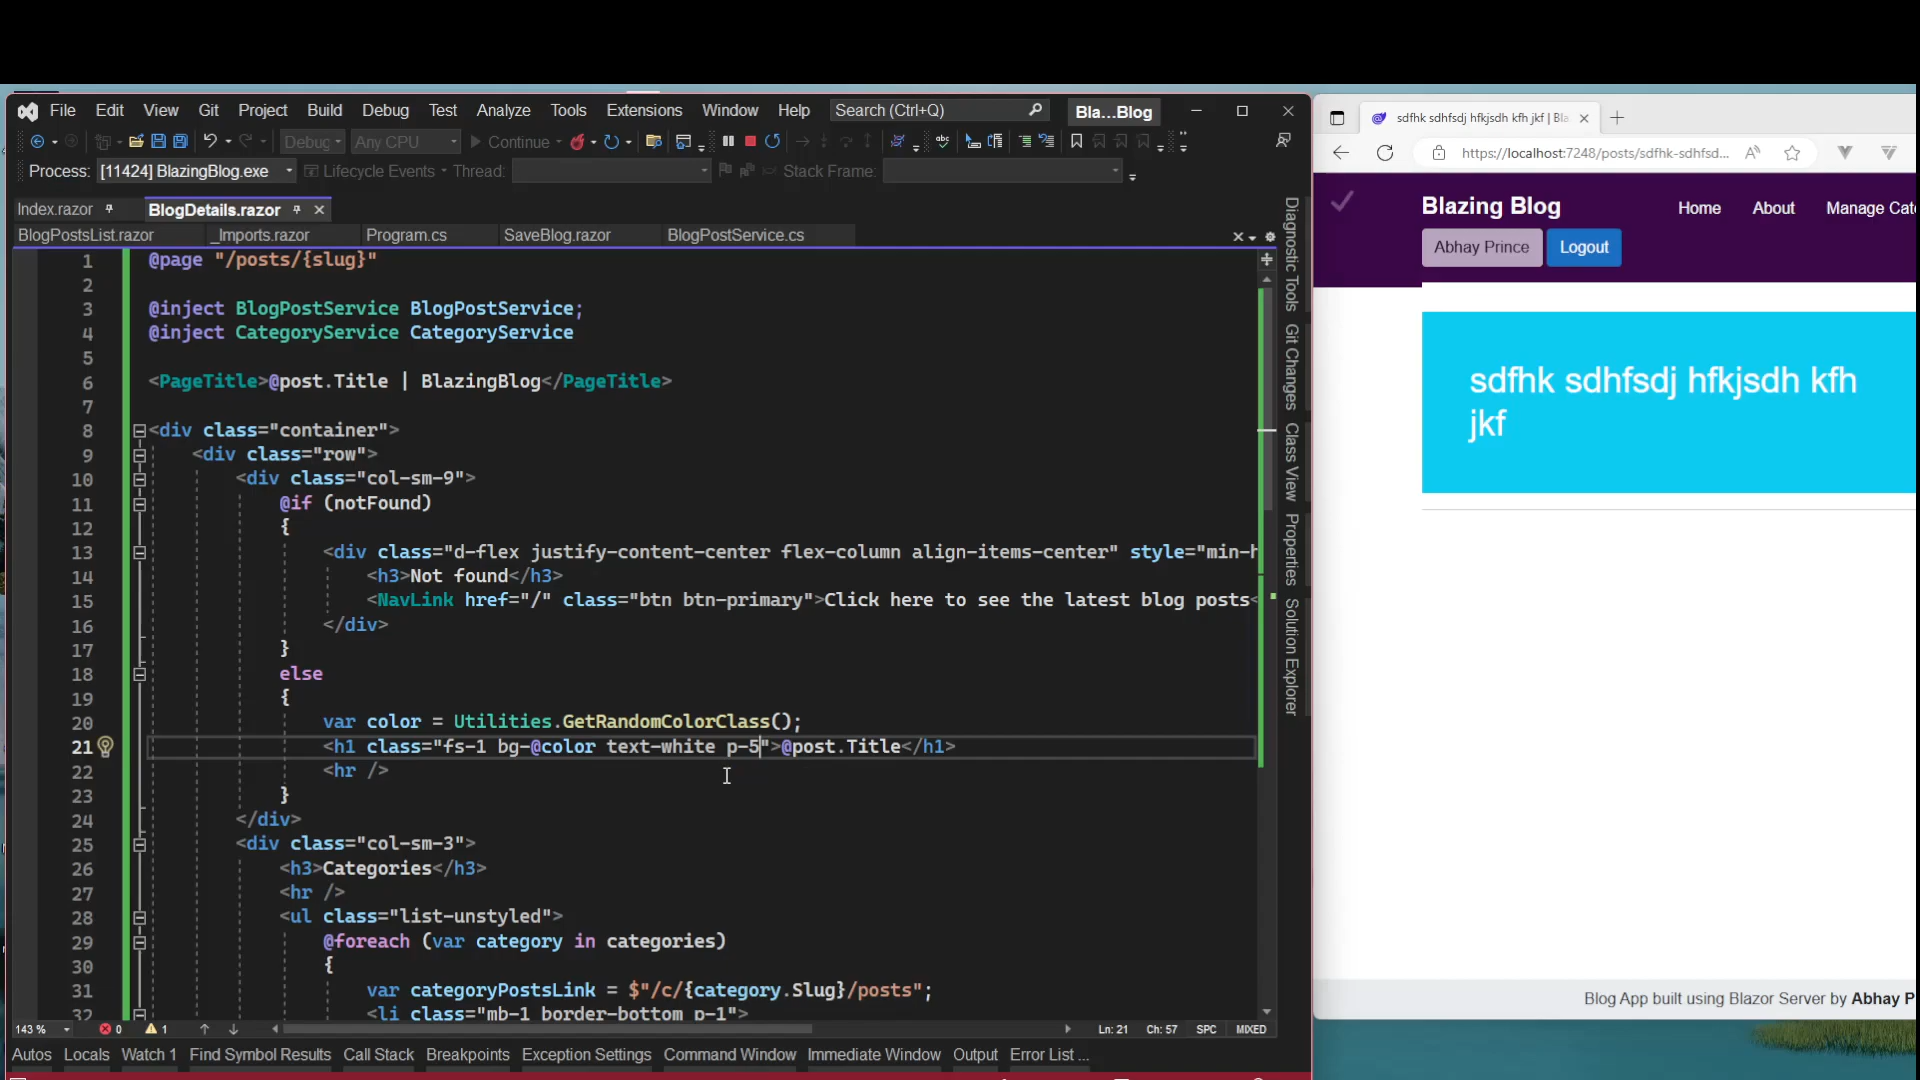 File Edit View Git Project Build Debug Test Analyze Tools Extensions Window Help Search (Ctrl+Q) Bla...Blog
Debug Any CPU Continue
Process: [11424] BlazingBlog.exe Lifecycle Events Thread: Stack Frame:
Index.razor BlogDetails.razor
BlogPostsList.razor _Imports.razor Program.cs SaveBlog.razor BlogPostService.cs
1 @page "/posts/{slug}"
2
3 @inject BlogPostService BlogPostService;
4 @inject CategoryService CategoryService
5
6 <PageTitle>@post.Title | BlazingBlog</PageTitle>
7
8 <div class="container">
9 <div class="row">
10 <div class="col-sm-9">
11 @if (notFound)
12 {
13 <div class="d-flex justify-content-center flex-column align-items-center" style="min-h
14 <h3>Not found</h3>
15 <NavLink href="/" class="btn btn-primary">Click here to see the latest blog posts<
16 </div>
17 }
18 else
19 {
20 var color = Utilities.GetRandomColorClass();
21 <h1 class="fs-1 bg-@color text-white p-5">@post.Title</h1>
22 <hr />
23 }
24 </div>
25 <div class="col-sm-3">
26 <h3>Categories</h3>
27 <hr />
28 <ul class="list-unstyled">
29 @foreach (var category in categories)
30 {
31 var categoryPostsLink = $"/c/{category.Slug}/posts";
32 <li class="mb-1 border-bottom p-1">
143 % 0 1 Ln: 21 Ch: 57 SPC MIXED
Autos Locals Watch 1 Find Symbol Results Call Stack Breakpoints Exception Settings Command Window Immediate Window Output Error List ...
Diagnostic Tools
Git Changes
Class View
Properties
Solution Explorer
sdfhk sdhfsdj hfkjsdh kfh jkf | Bla
https://localhost:7248/posts/sdfhk-sdhfsd...
Blazing Blog Home About Manage Cate
Abhay Prince Logout
sdfhk sdhfsdj hfkjsdh kfh
jkf
Blog App built using Blazor Server by Abhay P